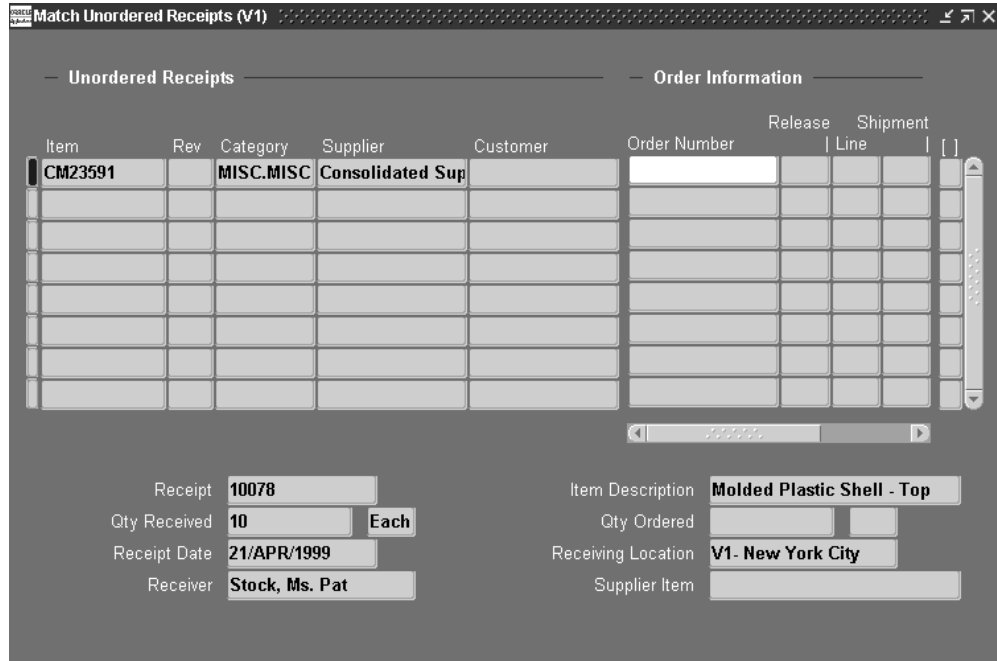 Match Unordered Receipts (V1)
Unordered Receipts
Order Information
Release Shipment
Item Rev Category Supplier Customer Order Number | Line | [ ]
CM23591 MISC.MISC Consolidated Sup
Receipt 10078 Item Description Molded Plastic Shell - Top
Qty Received 10 Each Qty Ordered
Receipt Date 21/APR/1999 Receiving Location V1- New York City
Receiver Stock, Ms. Pat Supplier Item